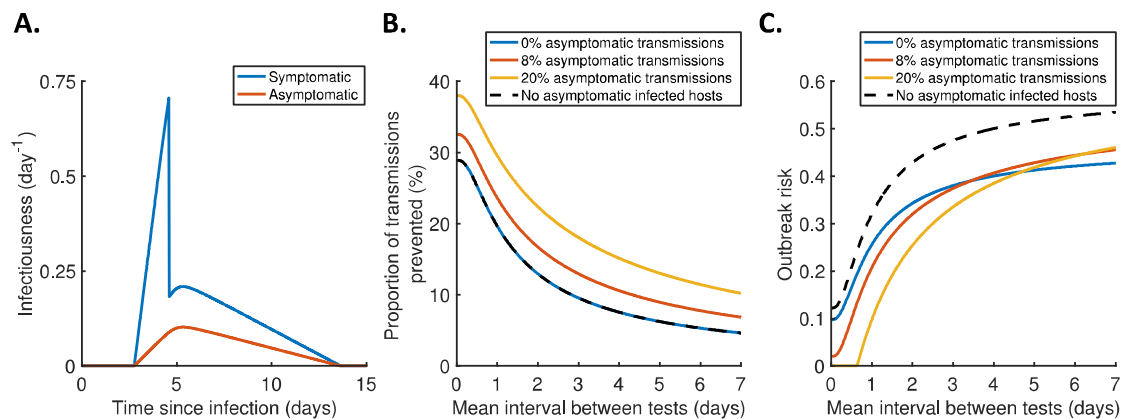 A.
Symptomatic
Asymptomatic
0.75
0.5
0.25
0
Infectiousness (day-1)
0
5
10
15
Time since infection (days)
B.
0% asymptomatic transmissions
8% asymptomatic transmissions
20% asymptomatic transmissions
No asymptomatic infected hosts
40
30
20
10
0
Proportion of transmissions
prevented (%)
0
1
2
3
4
5
6
7
Mean interval between tests (days)
C.
0% asymptomatic transmissions
8% asymptomatic transmissions
20% asymptomatic transmissions
No asymptomatic infected hosts
0.6
0.5
0.4
0.3
0.2
0.1
0
Outbreak risk
0
1
2
3
4
5
6
7
Mean interval between tests (days)